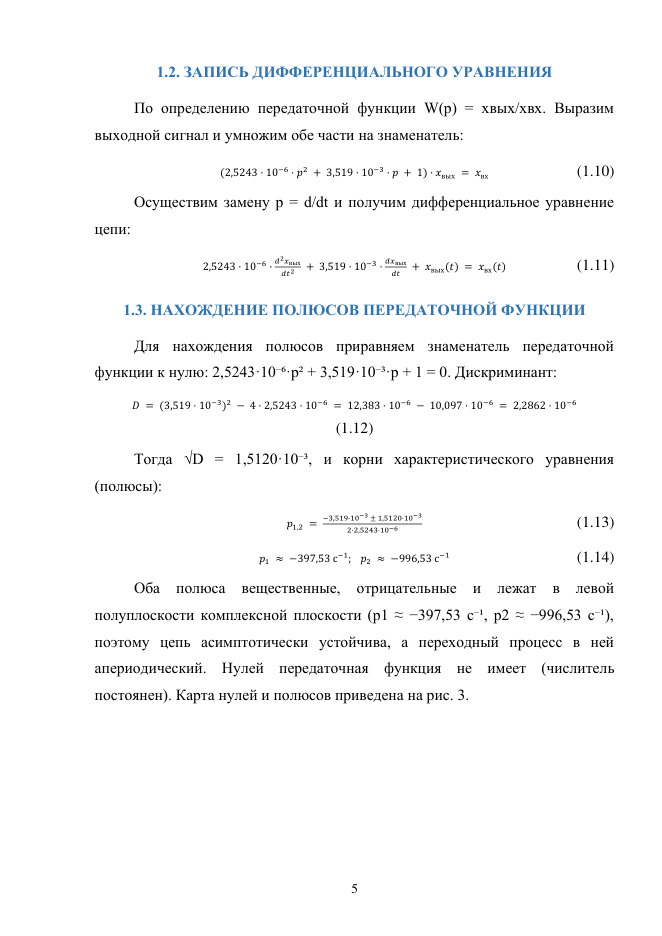 1.2. ЗАПИСЬ ДИФФЕРЕНЦИАЛЬНОГО УРАВНЕНИЯ
По определению передаточной функции W(p) = xвых/xвх. Выразим
выходной сигнал и умножим обе части на знаменатель:
(2,5243 · 10⁻⁶ · p² + 3,519 · 10⁻³ · p + 1) · xвых = xвх (1.10)
Осуществим замену p = d/dt и получим дифференциальное уравнение
цепи:
2,5243 · 10⁻⁶ · d²xвых/dt² + 3,519 · 10⁻³ · dxвых/dt + xвых(t) = xвх(t) (1.11)
1.3. НАХОЖДЕНИЕ ПОЛЮСОВ ПЕРЕДАТОЧНОЙ ФУНКЦИИ
Для нахождения полюсов приравняем знаменатель передаточной
функции к нулю: 2,5243·10⁻⁶·p² + 3,519·10⁻³·p + 1 = 0. Дискриминант:
D = (3,519 · 10⁻³)² − 4 · 2,5243 · 10⁻⁶ = 12,383 · 10⁻⁶ − 10,097 · 10⁻⁶ = 2,2862 · 10⁻⁶
(1.12)
Тогда √D = 1,5120·10⁻³, и корни характеристического уравнения
(полюсы):
p₁,₂ = (−3,519·10⁻³ ± 1,5120·10⁻³)/(2·2,5243·10⁻⁶) (1.13)
p₁ ≈ −397,53 с⁻¹; p₂ ≈ −996,53 с⁻¹ (1.14)
Оба полюса вещественные, отрицательные и лежат в левой
полуплоскости комплексной плоскости (p1 ≈ −397,53 с⁻¹, p2 ≈ −996,53 с⁻¹),
поэтому цепь асимптотически устойчива, а переходный процесс в ней
апериодический. Нулей передаточная функция не имеет (числитель
постоянен). Карта нулей и полюсов приведена на рис. 3.
5